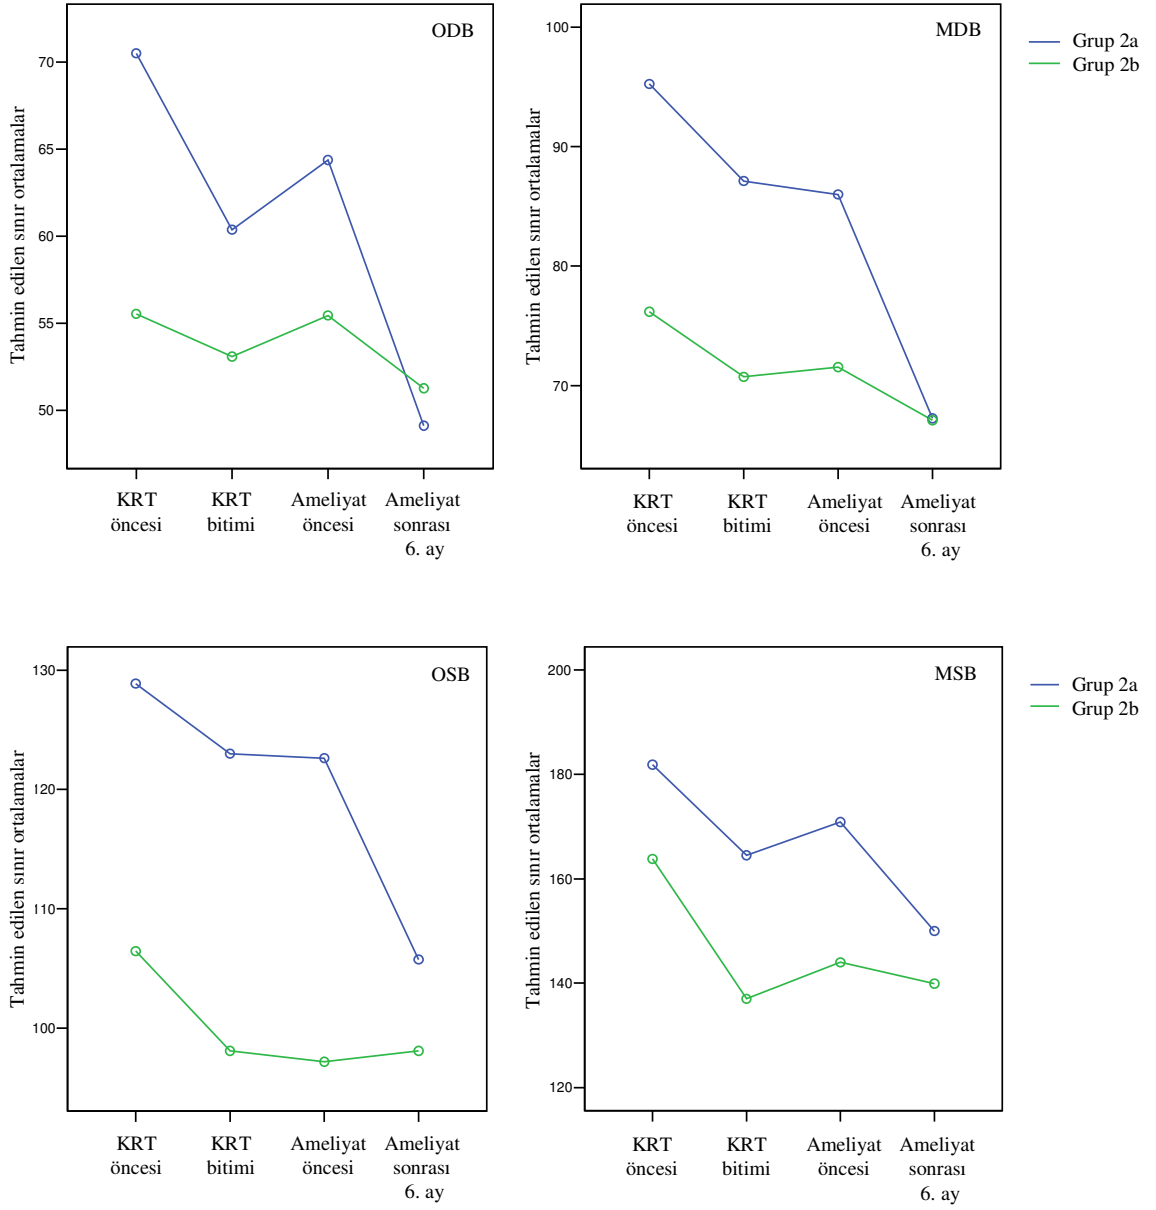 ODB
Tahmin edilen sınır ortalamalar
70
65
60
55
50
KRT öncesi
KRT bitimi
Ameliyat öncesi
Ameliyat sonrası 6. ay
MDB
Tahmin edilen sınır ortalamalar
100
90
80
70
KRT öncesi
KRT bitimi
Ameliyat öncesi
Ameliyat sonrası 6. ay
Grup 2a
Grup 2b
OSB
Tahmin edilen sınır ortalamalar
130
120
110
100
KRT öncesi
KRT bitimi
Ameliyat öncesi
Ameliyat sonrası 6. ay
MSB
Tahmin edilen sınır ortalamalar
200
180
160
140
120
KRT öncesi
KRT bitimi
Ameliyat öncesi
Ameliyat sonrası 6. ay
Grup 2a
Grup 2b